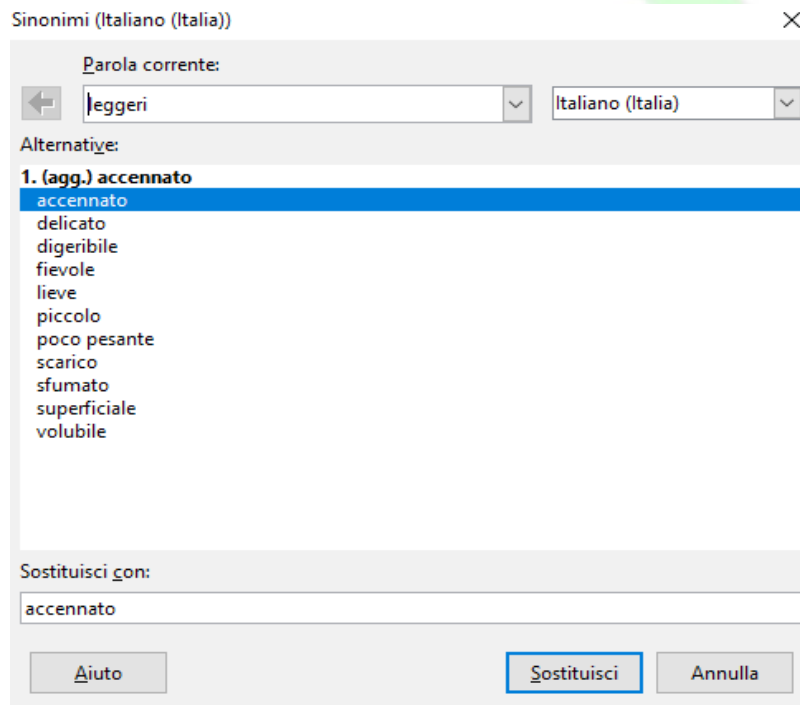 Sinonimi (Italiano (Italia))
Parola corrente:
leggeri
Italiano (Italia)
Alternative:
1. (agg.) accennato
accennato
delicato
digeribile
fievole
lieve
piccolo
poco pesante
scarico
sfumato
superficiale
volubile
Sostituisci con:
accennato
Aiuto
Sostituisci
Annulla